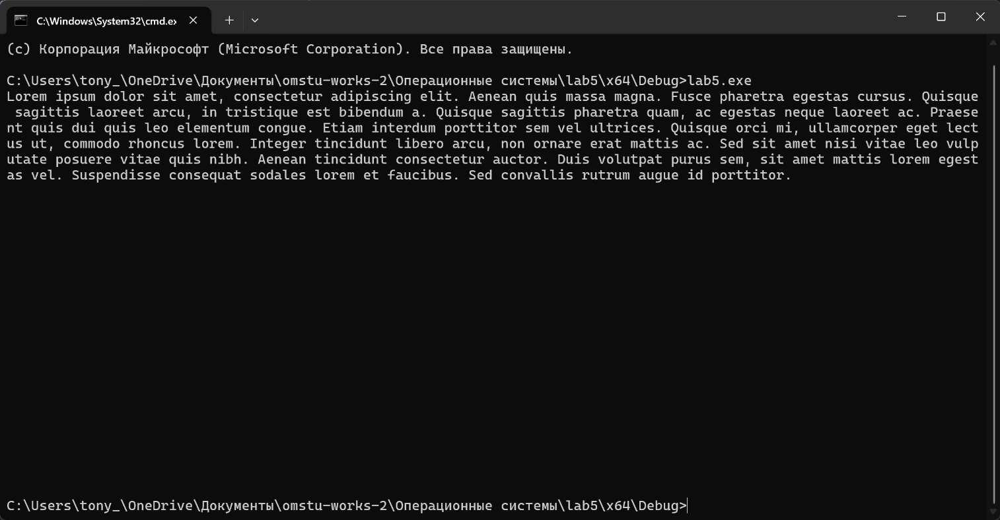 C:\Windows\System32\cmd.ex
(c) Корпорация Майкрософт (Microsoft Corporation). Все права защищены.
C:\Users\tony_\OneDrive\Документы\omstu-works-2\Операционные системы\lab5\x64\Debug>lab5.exe
Lorem ipsum dolor sit amet, consectetur adipiscing elit. Aenean quis massa magna. Fusce pharetra egestas cursus. Quisque
 sagittis laoreet arcu, in tristique est bibendum a. Quisque sagittis pharetra quam, ac egestas neque laoreet ac. Praese
nt quis dui quis leo elementum congue. Etiam interdum porttitor sem vel ultrices. Quisque orci mi, ullamcorper eget lect
us ut, commodo rhoncus lorem. Integer tincidunt libero arcu, non ornare erat mattis ac. Sed sit amet nisi vitae leo vulp
utate posuere vitae quis nibh. Aenean tincidunt consectetur auctor. Duis volutpat purus sem, sit amet mattis lorem egest
as vel. Suspendisse consequat sodales lorem et faucibus. Sed convallis rutrum augue id porttitor.
C:\Users\tony_\OneDrive\Документы\omstu-works-2\Операционные системы\lab5\x64\Debug>